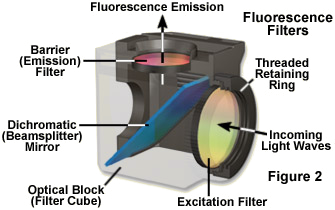 Fluorescence Emission
Fluorescence
Filters
Barrier
(Emission)
Filter
Threaded
Retaining
Ring
Dichromatic
(Beamsplitter)
Mirror
Incoming
Light Waves
Optical Block
(Filter Cube)
Excitation Filter
Figure 2